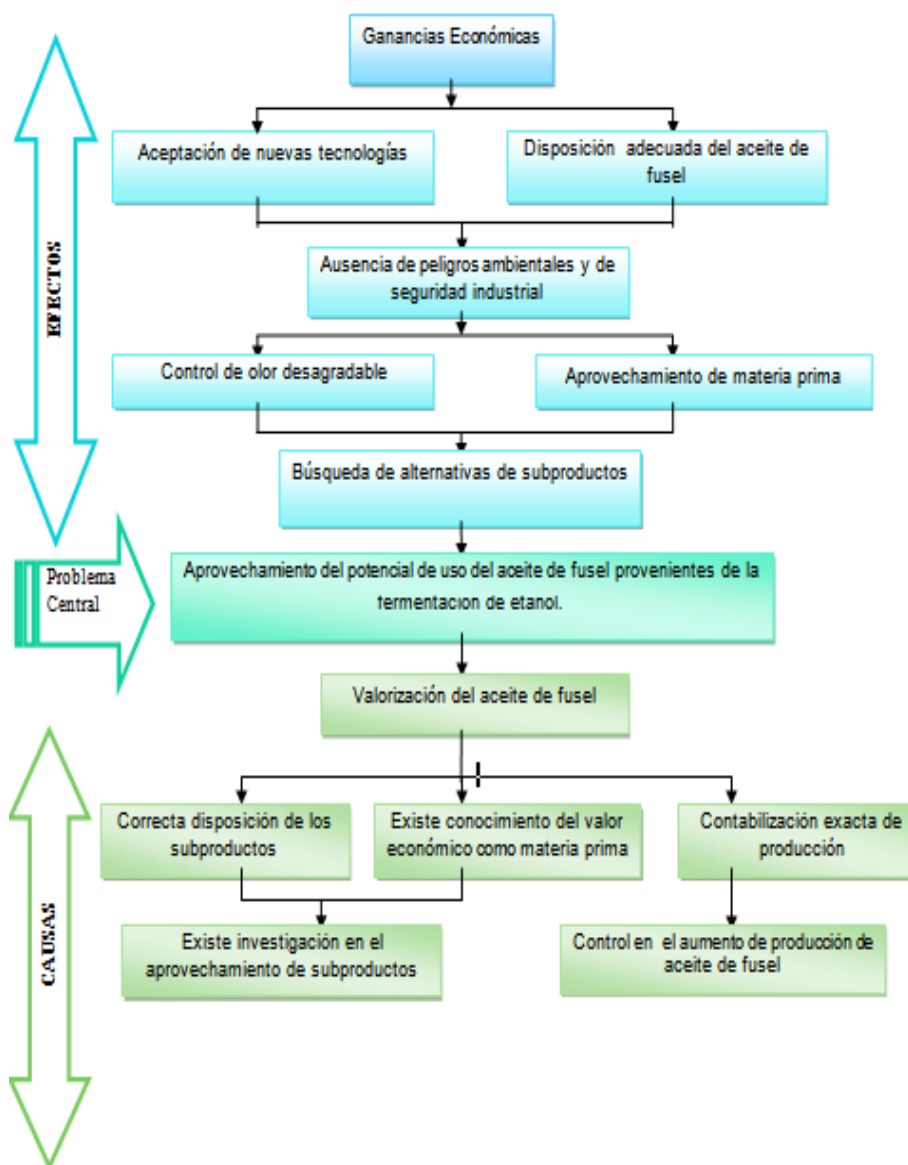 Ganancias Económicas
Aceptación de nuevas tecnologías
Disposición adecuada del aceite de
fusel
EFECTOS
Ausencia de peligros ambientales y de
seguridad industrial
Control de olor desagradable
Aprovechamiento de materia prima
Búsqueda de alternativas de subproductos
Problema
Central
Aprovechamiento del potencial de uso del aceite de fusel provenientes de la
fermentación de etanol.
Valorización del aceite de fusel
CAUSAS
Correcta disposición de los
subproductos
Existe conocimiento del valor
económico como materia prima
Contabilización exacta de
producción
Existe investigación en el
aprovechamiento de subproductos
Control en el aumento de producción de
aceite de fusel